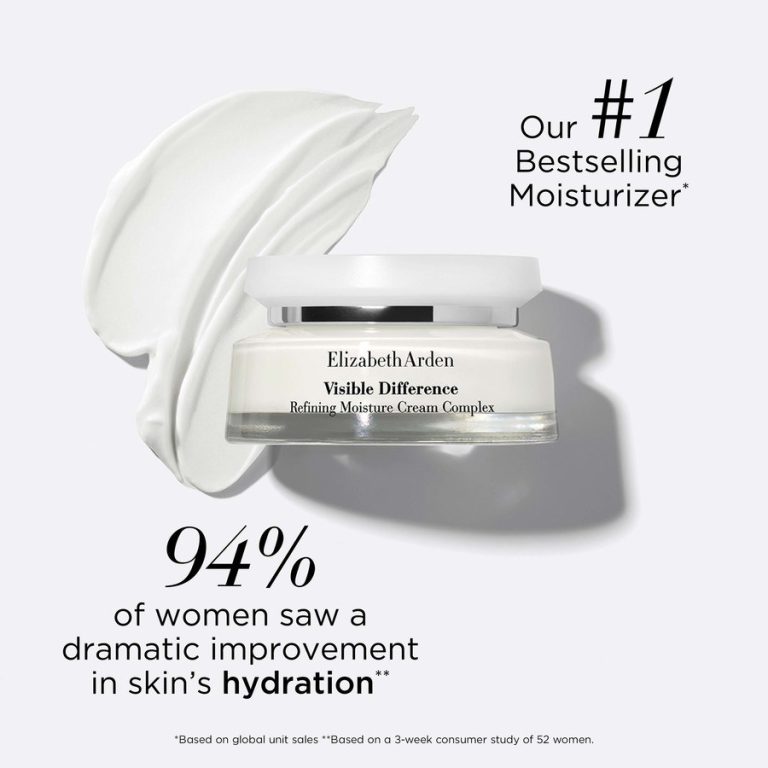 Our #1
Bestselling
Moisturizer*
Elizabeth Arden
Visible Difference
Refining Moisture Cream Complex
94%
of women saw a
dramatic improvement
in skin's hydration**
*Based on global unit sales **Based on a 3-week consumer study of 52 women.